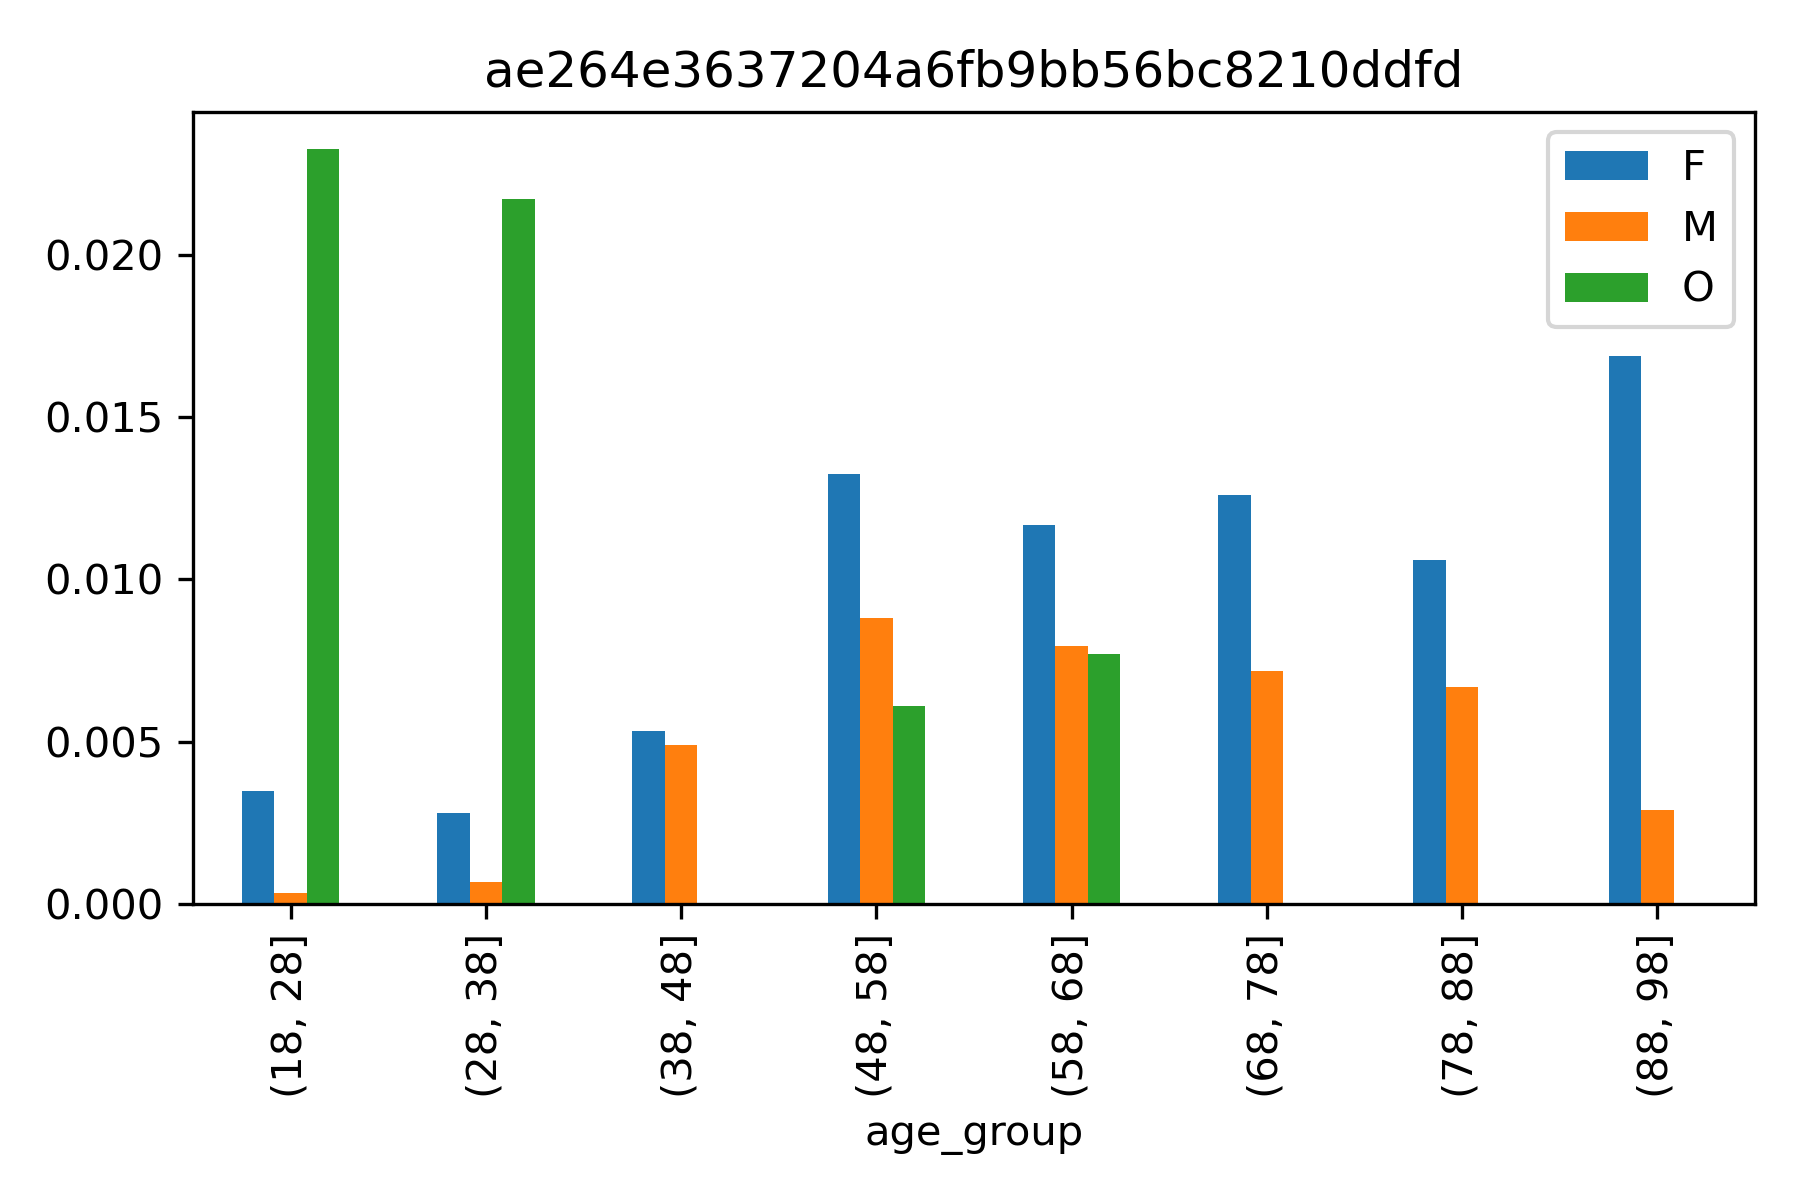 ae264e3637204a6fb9bb56bc8210ddfd
F
M
O
0.020
0.015
0.010
0.005
0.000
(18, 28]
(28, 38]
(38, 48]
(48, 58]
(58, 68]
(68, 78]
(78, 88]
(88, 98]
age_group